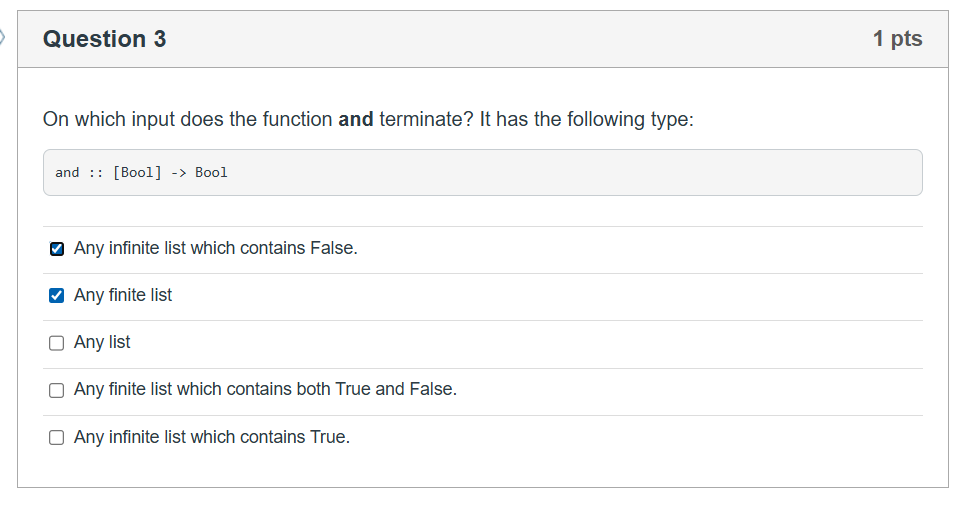 Question 3
1 pts
On which input does the function and terminate? It has the following type:
and :: [Bool] -> Bool
Any infinite list which contains False.
Any finite list
Any list
Any finite list which contains both True and False.
Any infinite list which contains True.